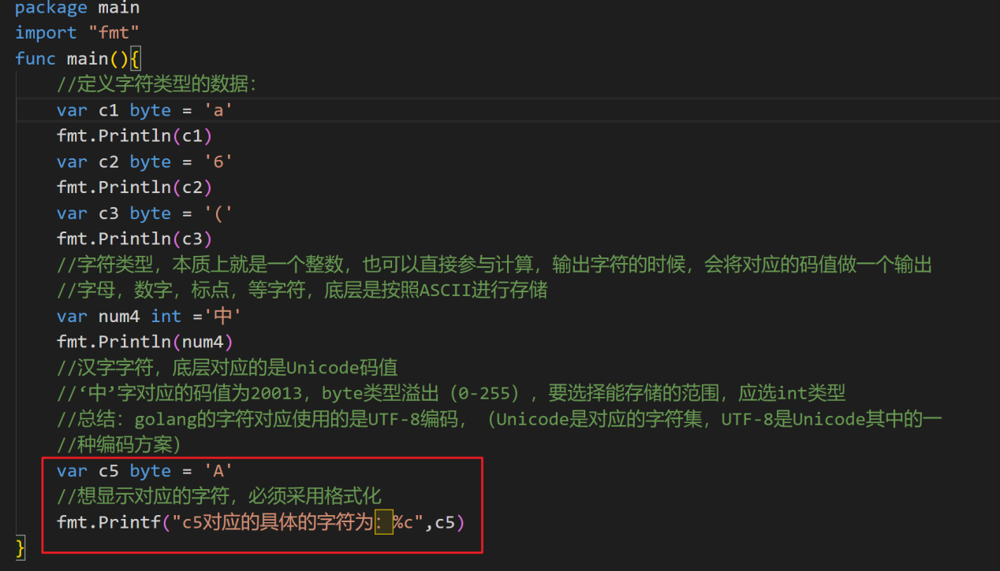 package main
import "fmt"
func main(){
//定义字符类型的数据:
var c1 byte = 'a'
fmt.Println(c1)
var c2 byte = '6'
fmt.Println(c2)
var c3 byte = '('
fmt.Println(c3)
//字符类型，本质上就是一个整数，也可以直接参与计算，输出字符的时候，会将对应的码值做一个输出
//字母，数字，标点，等字符，底层是按照ASCII进行存储
var num4 int ='中'
fmt.Println(num4)
//汉字字符，底层对应的是Unicode码值
//‘中’字对应的码值为20013，byte类型溢出（0-255），要选择能存储的范围，应选int类型
//总结：golang的字符对应使用的是UTF-8编码，（Unicode是对应的字符集，UTF-8是Unicode其中的一
//种编码方案）
var c5 byte = 'A'
//想显示对应的字符，必须采用格式化
fmt.Printf("c5对应的具体的字符为：%c",c5)
}